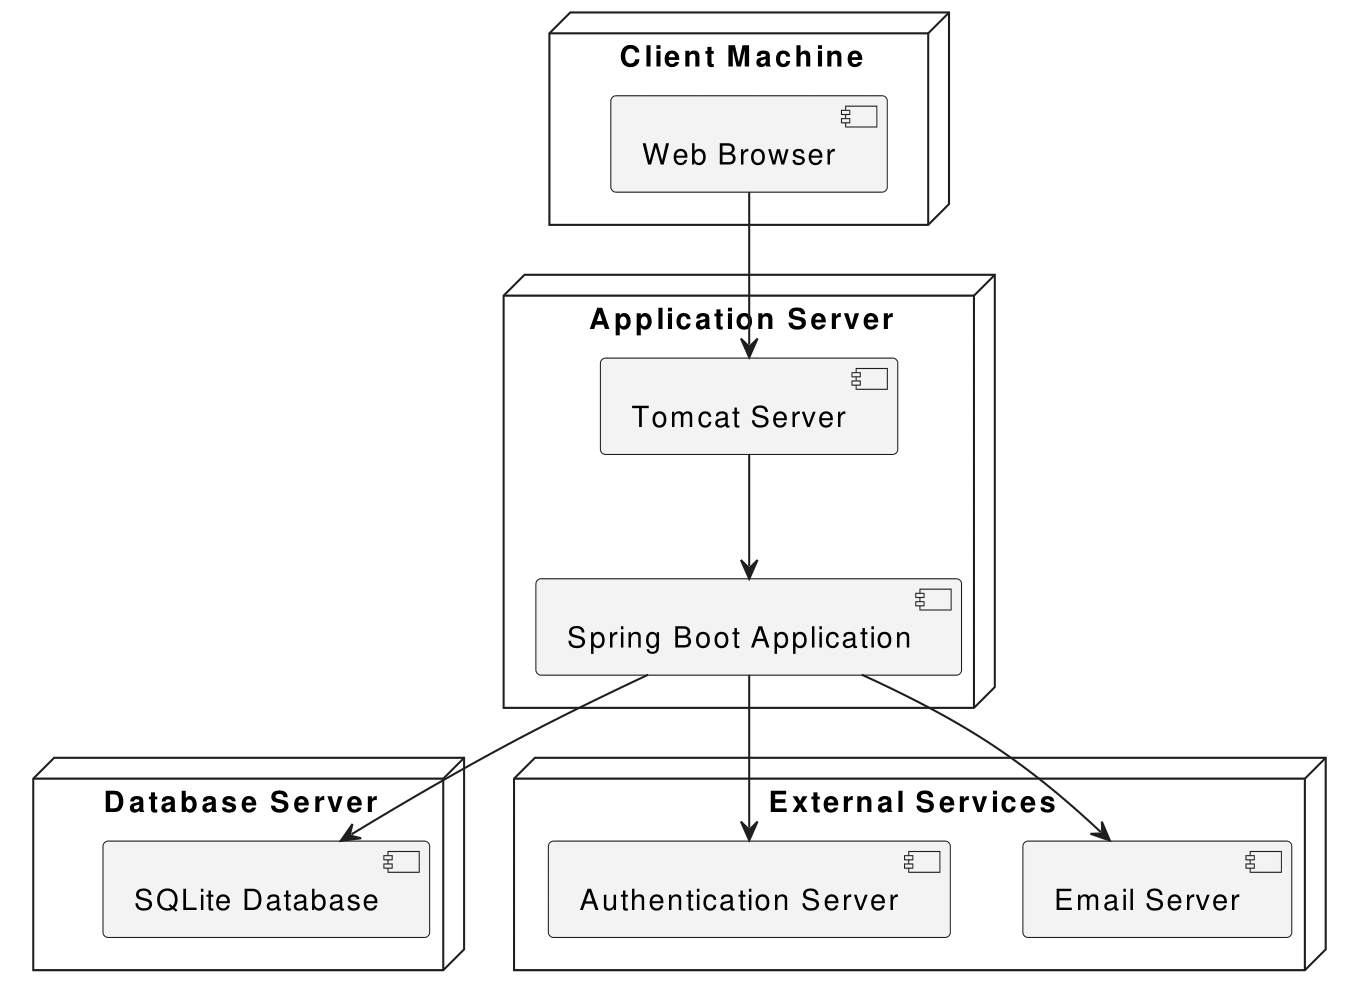 Client Machine
Web Browser
Application Server
Tomcat Server
Spring Boot Application
Database Server
SQLite Database
External Services
Authentication Server
Email Server